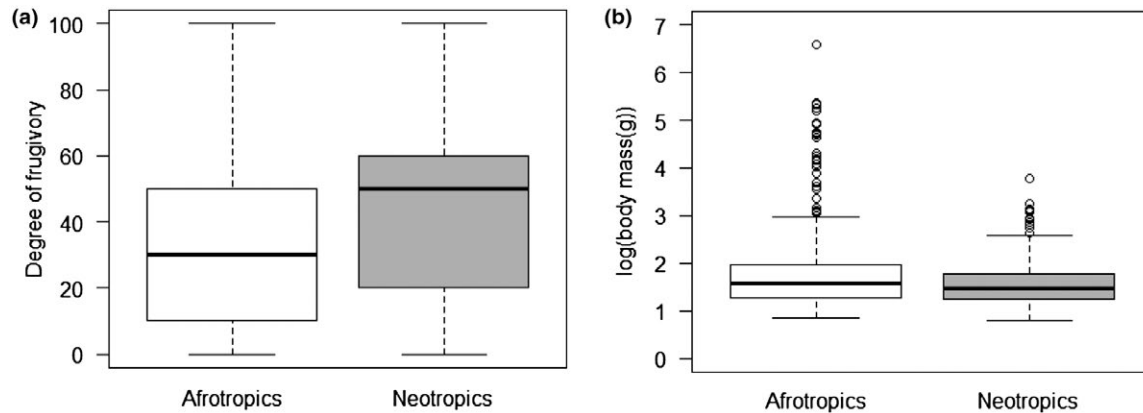 (a)
Degree of frugivory
100
80
60
40
20
0
Afrotropics Neotropics
(b)
log(body mass(g))
7
6
5
4
3
2
1
0
Afrotropics Neotropics